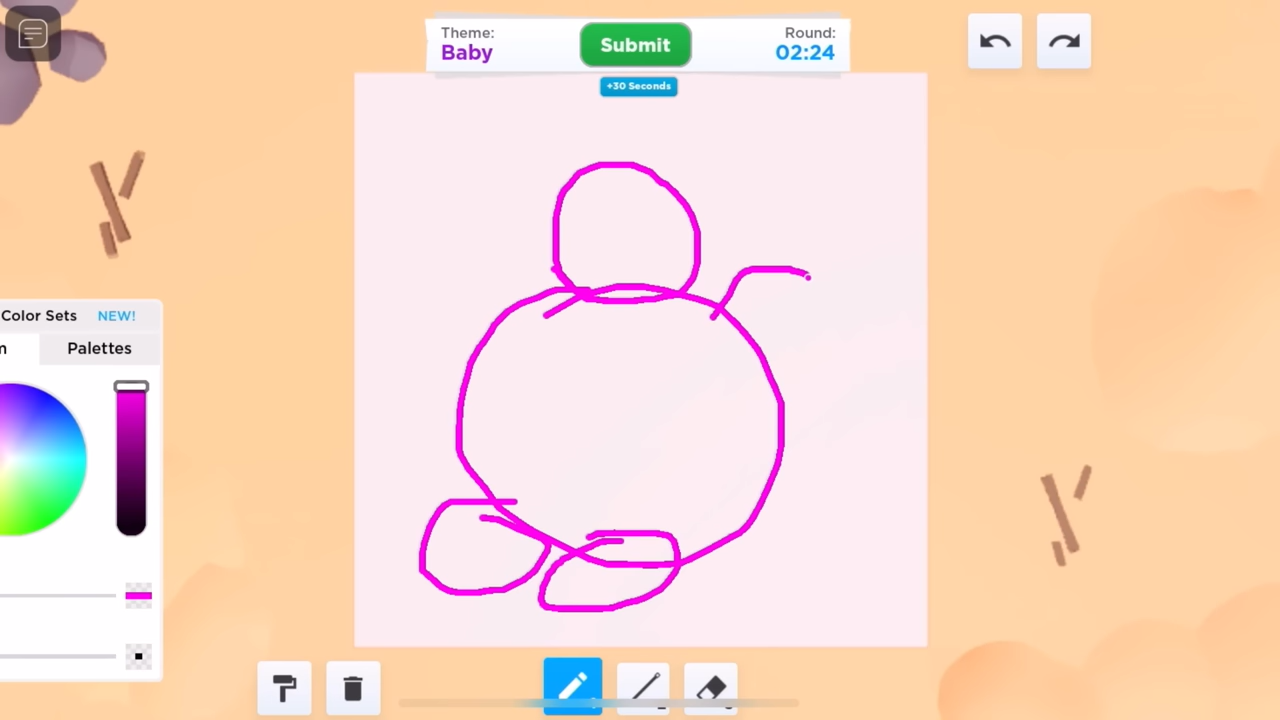 Theme:
Baby
Submit
Round:
02:24
+30 Seconds
Color Sets NEW!
Palettes